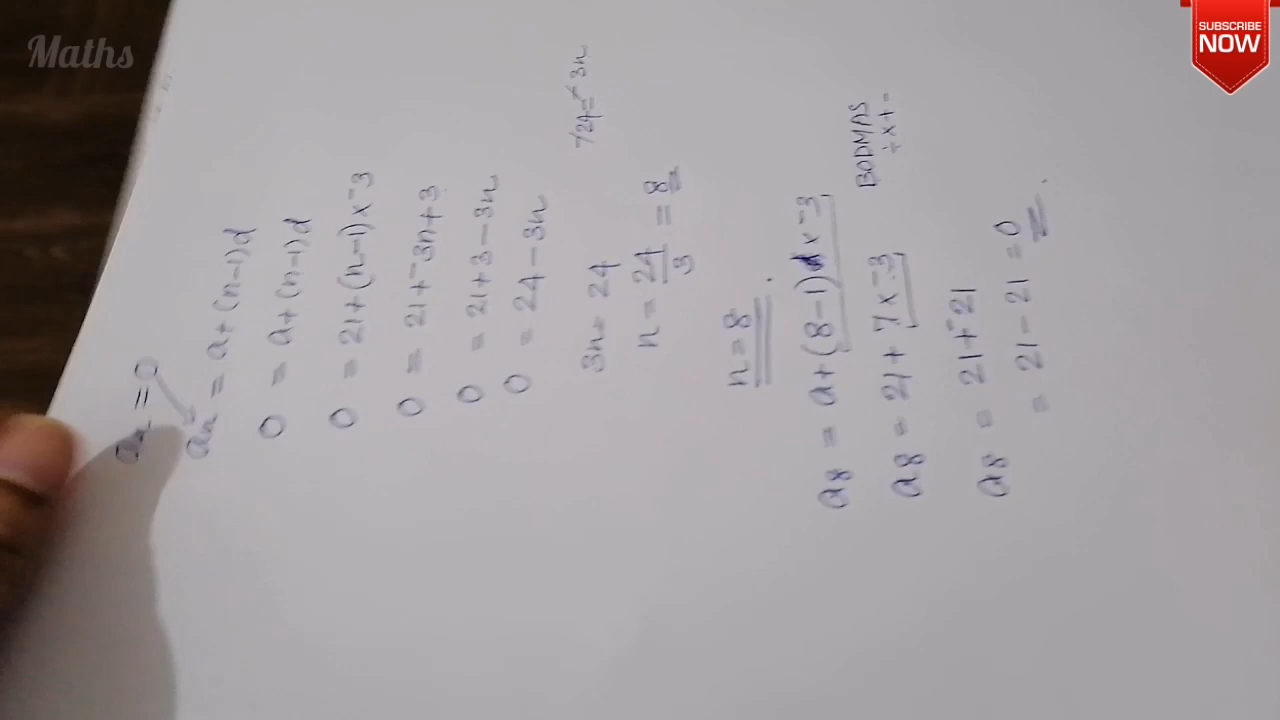 Maths
SUBSCRIBE
NOW
an = 0
an = a+(n-1)d
0 = a+(n-1)d
0 = 21+(n-1)x-3
0 = 21+-3n+3
0 = 21+3-3n
0 = 24-3n
3n= 24
n = 24/3 = 8
n=8
a8 = a+(8-1)dx-3
a8 = 21+7x-3
BODMAS
÷x+-
a8 = 21+-21
= 21-21=0